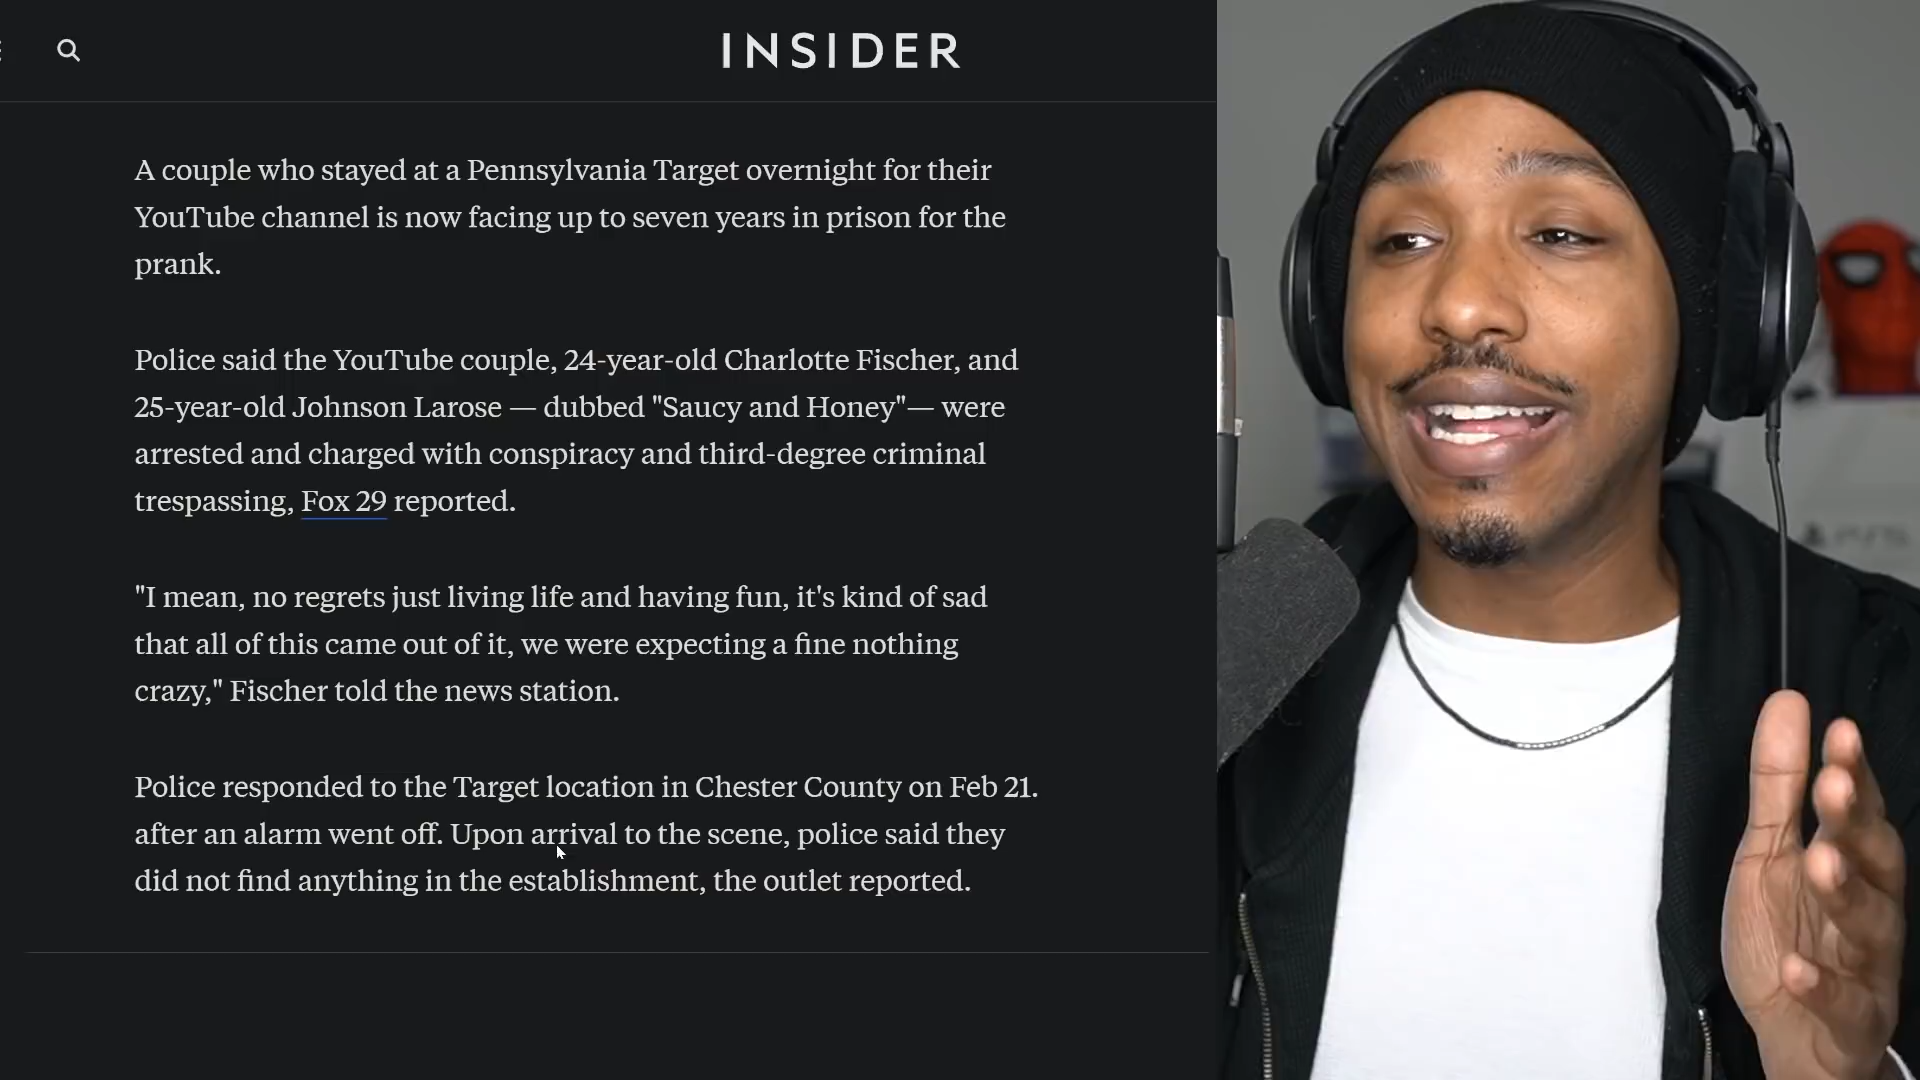 INSIDER
A couple who stayed at a Pennsylvania Target overnight for their
YouTube channel is now facing up to seven years in prison for the
prank.
Police said the YouTube couple, 24-year-old Charlotte Fischer, and
25-year-old Johnson Larose — dubbed "Saucy and Honey"— were
arrested and charged with conspiracy and third-degree criminal
trespassing, Fox 29 reported.
"I mean, no regrets just living life and having fun, it's kind of sad
that all of this came out of it, we were expecting a fine nothing
crazy," Fischer told the news station.
Police responded to the Target location in Chester County on Feb 21.
after an alarm went off. Upon arrival to the scene, police said they
did not find anything in the establishment, the outlet reported.